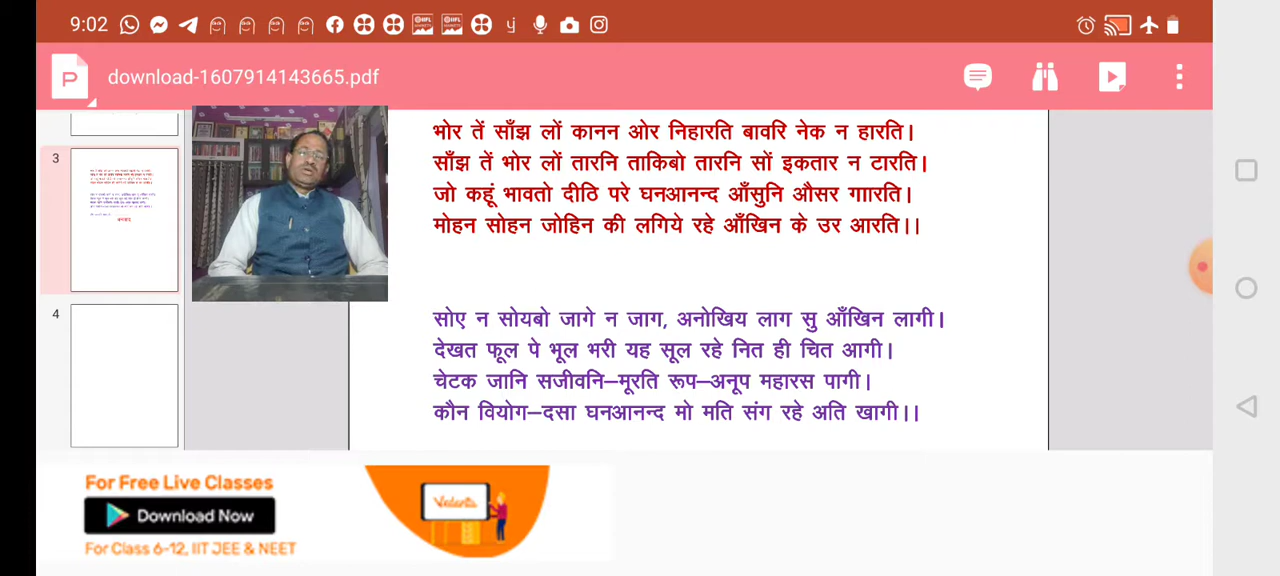 9:02
download-1607914143665.pdf
3
भोर तें साँझ लों कानन ओर निहारति बावरि नेक न हारति।
साँझ तें भोर लों तारनि ताकिबो तारनि सों इकतार न टारति।
जो कहूं भावतो दीठि परे घनआनन्द आँसुनि औसर गाारति।
मोहन सोहन जोहिन की लगिये रहे आँखिन के उर आरति।।
सोए न सोयबो जागे न जाग, अनोखिय लाग सु आँखिन लागी।
देखत फूल पे भूल भरी यह सूल रहे नित ही चित आगी।
चेटक जानि सजीवनि–मूरति रूप–अनूप महारस पागी।
कौन वियोग–दसा घनआनन्द मो मति संग रहे अति खागी।।
4
For Free Live Classes
Download Now
For Class 6-12, IIT JEE & NEET
Vedantu